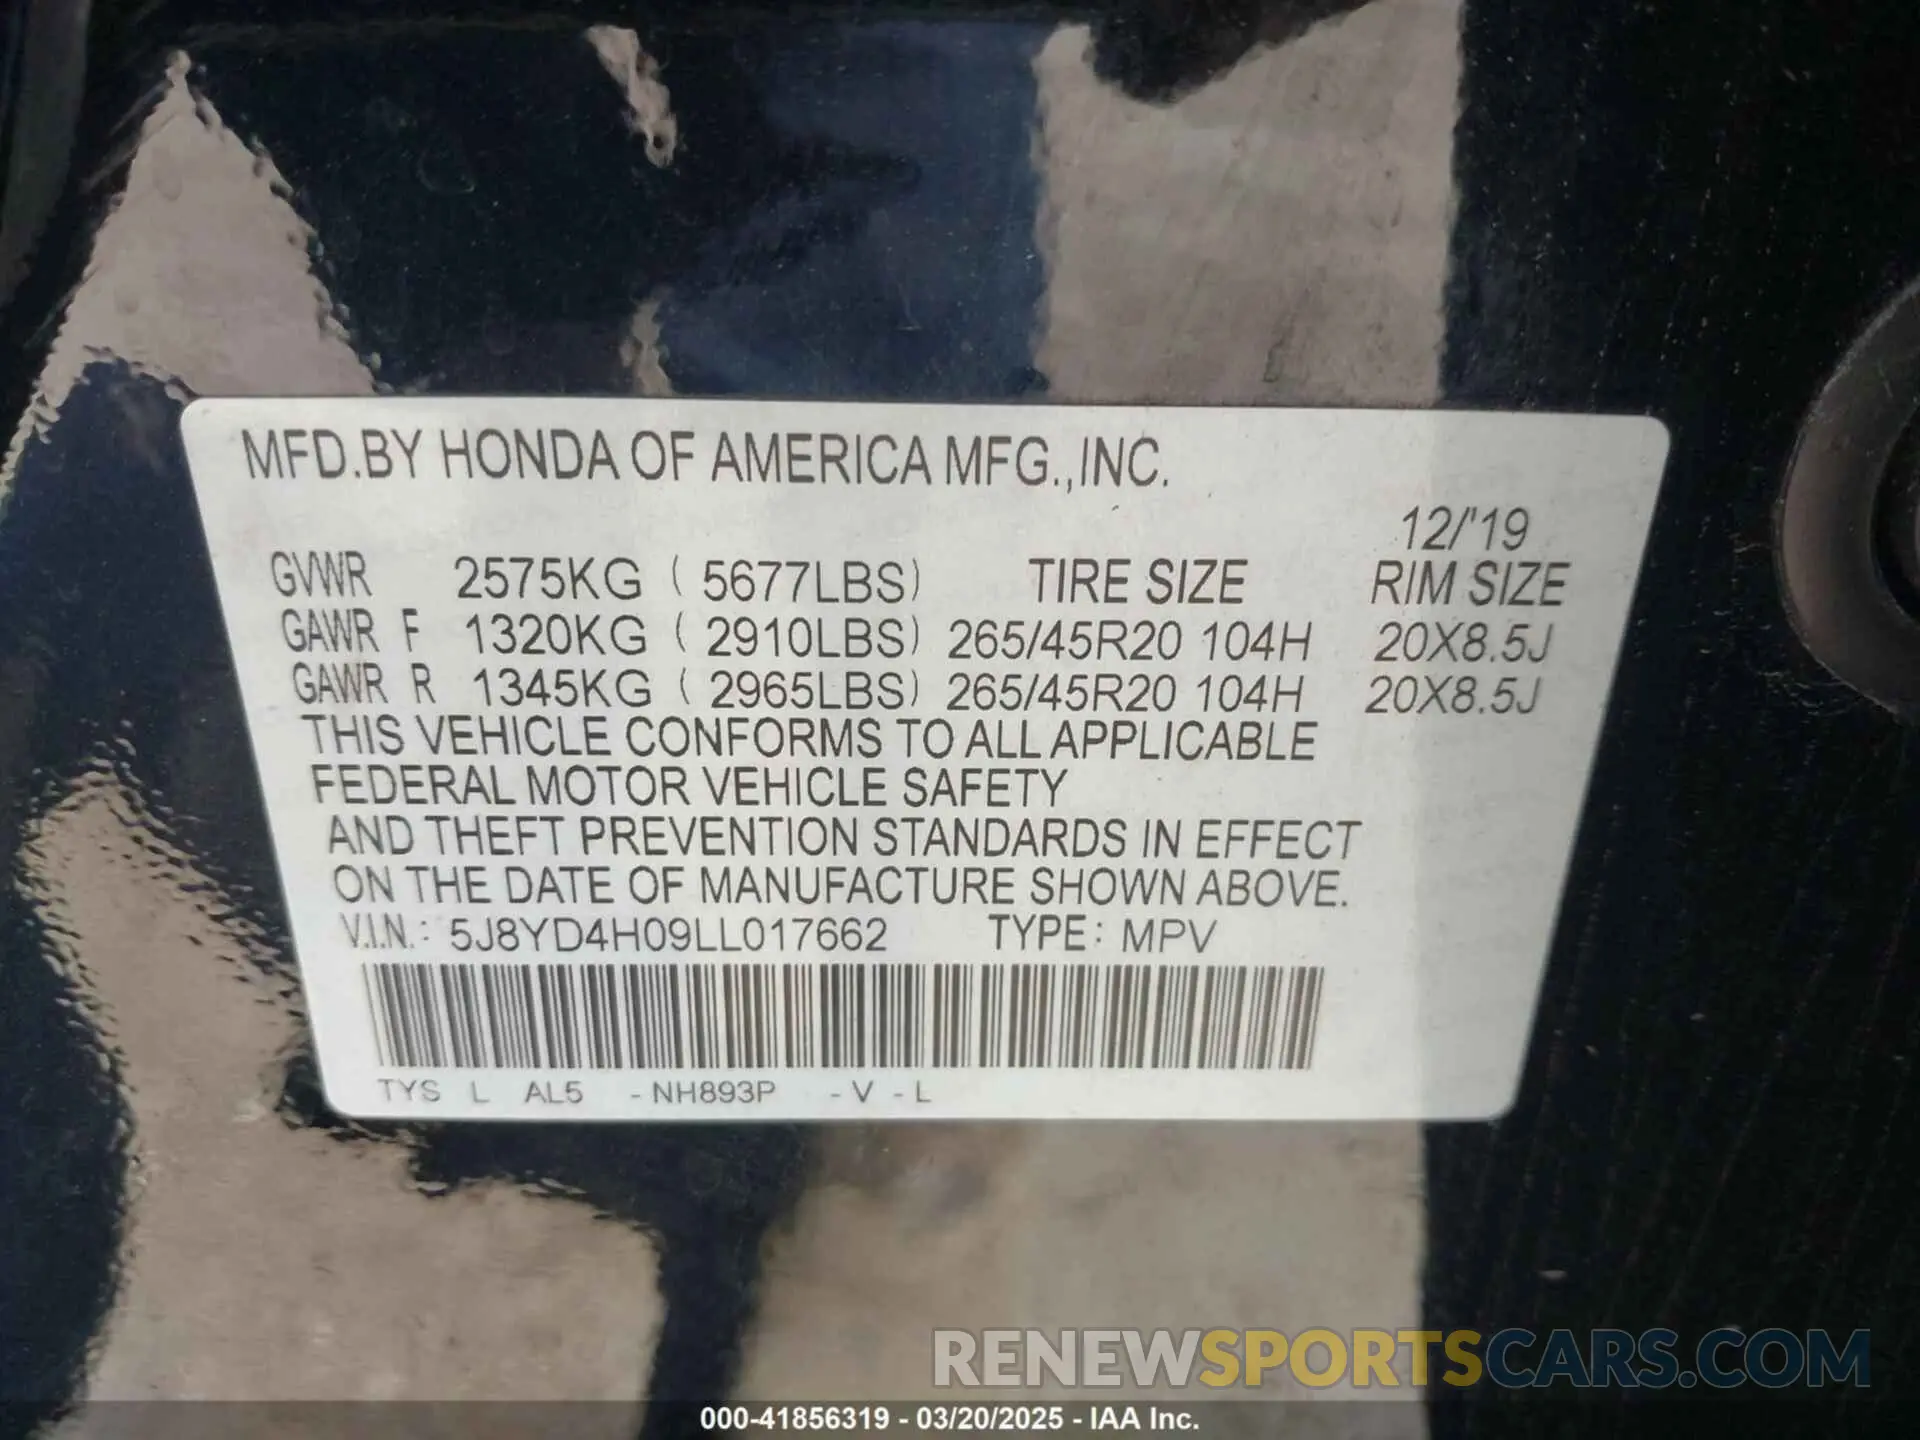 MFD.BY HONDA OF AMERICA MFG.,INC.
12/'19
GVWR 2575KG ( 5677LBS) TIRE SIZE RIM SIZE
GAWR F 1320KG ( 2910LBS) 265/45R20 104H 20X8.5J
GAWR R 1345KG ( 2965LBS) 265/45R20 104H 20X8.5J
THIS VEHICLE CONFORMS TO ALL APPLICABLE
FEDERAL MOTOR VEHICLE SAFETY
AND THEFT PREVENTION STANDARDS IN EFFECT
ON THE DATE OF MANUFACTURE SHOWN ABOVE.
V.I.N.: 5J8YD4H09LL017662 TYPE: MPV
TYS L AL5 -NH893P -V -L
RENEWSPORTSCARS.COM
000-41856319 - 03/20/2025 - IAA Inc.